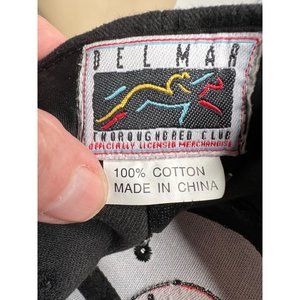 DEL MAR
THOROUGHBRED CLUB
OFFICIALLY LICENSED MERCHANDISE
100% COTTON
MADE IN CHINA